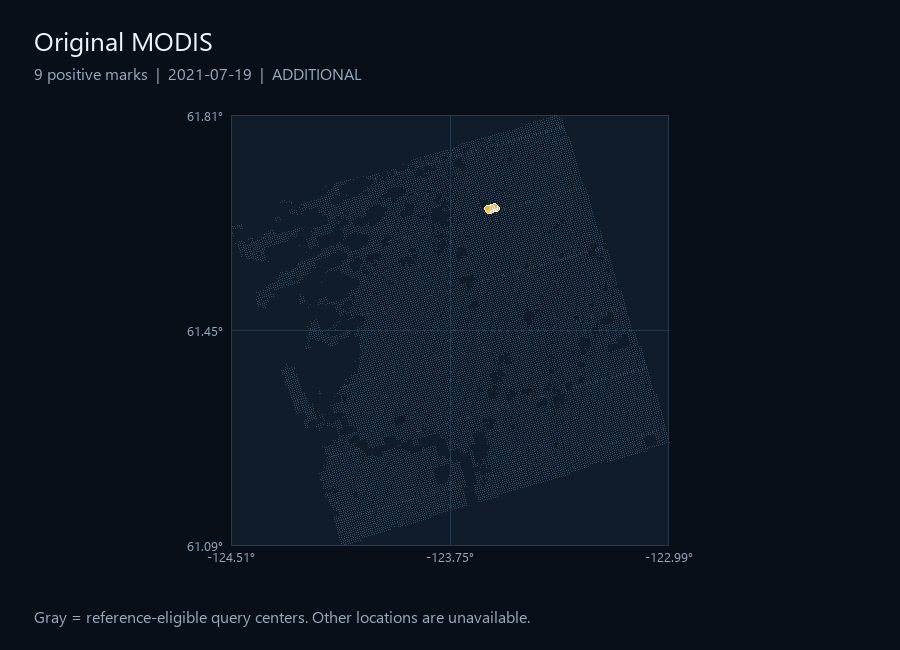 Original MODIS
9 positive marks | 2021-07-19 | ADDITIONAL
61.81°
61.45°
61.09°
-124.51° -123.75° -122.99°
Gray = reference-eligible query centers. Other locations are unavailable.